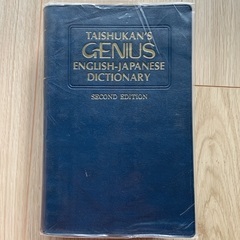 TAISHUKAN'S
GENIUS
ENGLISH-JAPANESE
DICTIONARY
SECOND EDITION